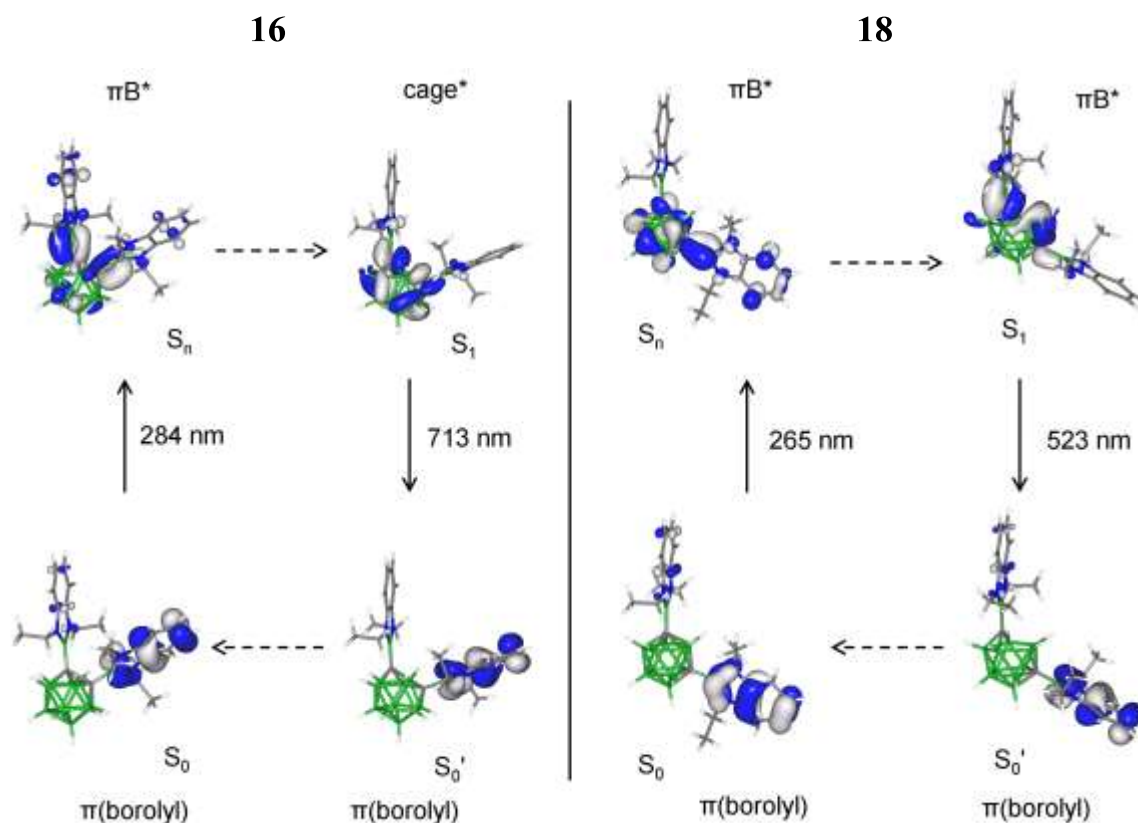 16
18
πB*
cage*
πB*
πB*
Sn
S1
Sn
S1
284 nm
713 nm
265 nm
523 nm
S0
S0'
S0
S0'
π(borolyl)
π(borolyl)
π(borolyl)
π(borolyl)